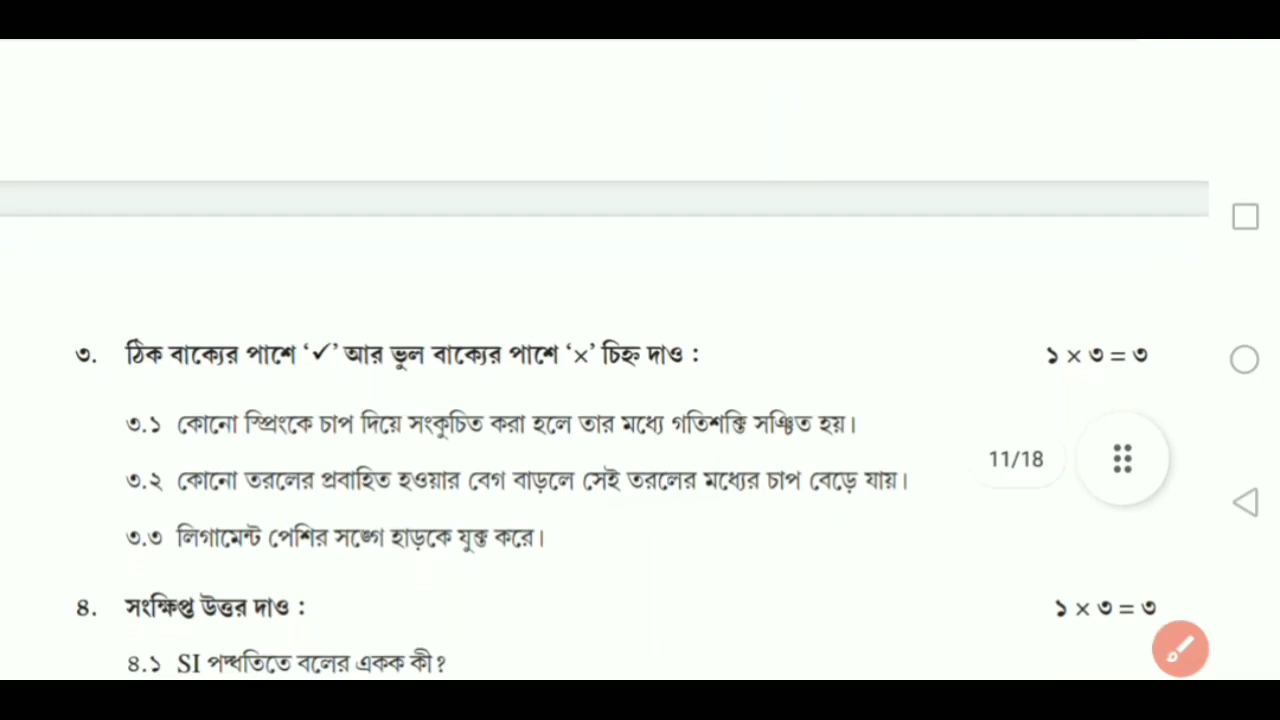 ৩. ঠিক বাক্যের পাশে ‘✓’ আর ভুল বাক্যের পাশে ‘×’ চিহ্ন দাও : ১ × ৩ = ৩
৩.১ কোনো স্প্রিংকে চাপ দিয়ে সংকুচিত করা হলে তার মধ্যে গতিশক্তি সঞ্চিত হয়।
৩.২ কোনো তরলের প্রবাহিত হওয়ার বেগ বাড়লে সেই তরলের মধ্যের চাপ বেড়ে যায়।
11/18
৩.৩ লিগামেন্ট পেশির সঙ্গে হাড়কে যুক্ত করে।
৪. সংক্ষিপ্ত উত্তর দাও : ১ × ৩ = ৩
৪.১ SI পদ্ধতিতে বলের একক কী?